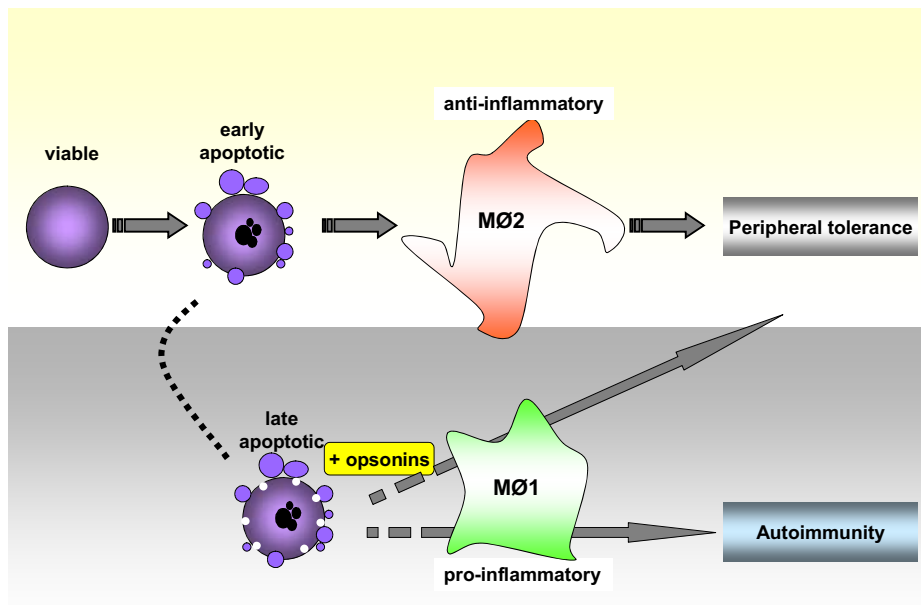 anti-inflammatory
early
apoptotic
viable
MØ2
Peripheral tolerance
late
apoptotic
+ opsonins
MØ1
Autoimmunity
pro-inflammatory